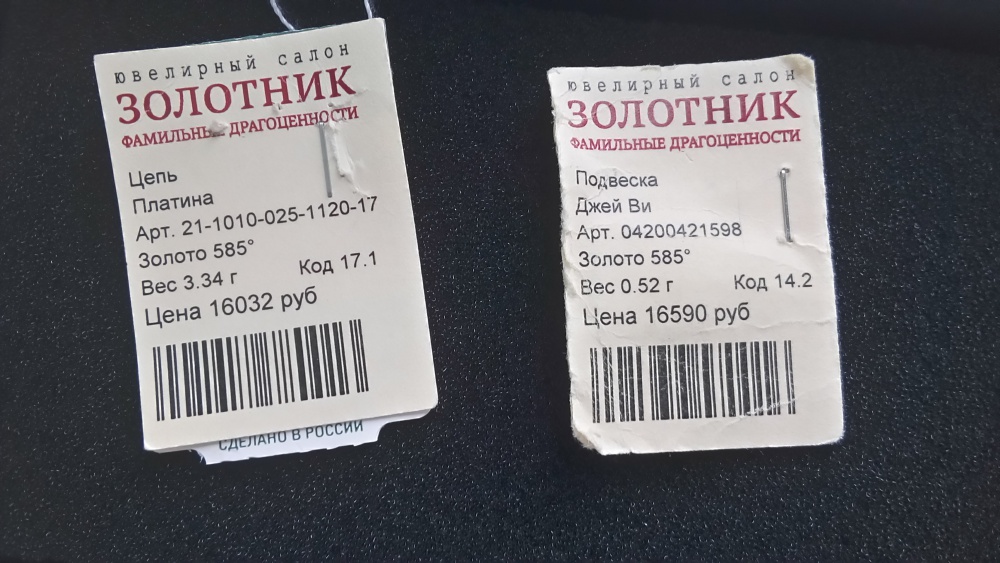 ювелирный салон
ЗОЛОТНИК
ФАМИЛЬНЫЕ ДРАГОЦЕННОСТИ
Цепь
Платина
Арт. 21-1010-025-1120-17
Золото 585°
Вес 3.34 г Код 17.1
Цена 16032 руб
СДЕЛАНО В РОССИИ
ювелирный салон
ЗОЛОТНИК
ФАМИЛЬНЫЕ ДРАГОЦЕННОСТИ
Подвеска
Джей Ви
Арт. 04200421598
Золото 585°
Вес 0.52 г Код 14.2
Цена 16590 руб